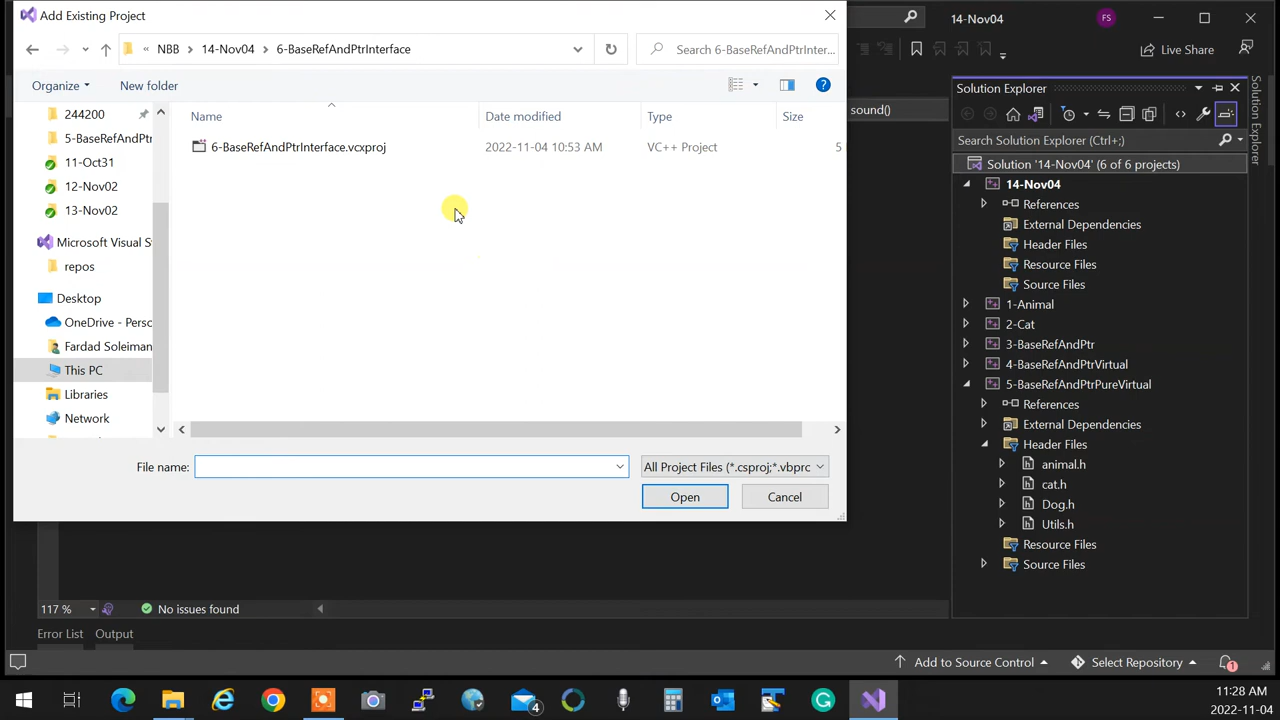 Add Existing Project
« NBB > 14-Nov04 > 6-BaseRefAndPtrInterface
Search 6-BaseRefAndPtrInter...
Organize
New folder
Name
Date modified
Type
Size
6-BaseRefAndPtrInterface.vcxproj
2022-11-04 10:53 AM
VC++ Project
5
244200
5-BaseRefAndPtr
11-Oct31
12-Nov02
13-Nov02
Microsoft Visual S
repos
Desktop
OneDrive - Perso
Fardad Soleiman
This PC
Libraries
Network
File name:
All Project Files (*.csproj;*.vbprc
Open
Cancel
14-Nov04
FS
Live Share
sound()
Solution Explorer
Search Solution Explorer (Ctrl+;)
Solution '14-Nov04' (6 of 6 projects)
14-Nov04
References
External Dependencies
Header Files
Resource Files
Source Files
1-Animal
2-Cat
3-BaseRefAndPtr
4-BaseRefAndPtrVirtual
5-BaseRefAndPtrPureVirtual
References
External Dependencies
Header Files
animal.h
cat.h
Dog.h
Utils.h
Resource Files
Source Files
Solution Explorer
Toolbox
117 %
No issues found
Error List
Output
Add to Source Control
Select Repository
1
4
11:28 AM
2022-11-04